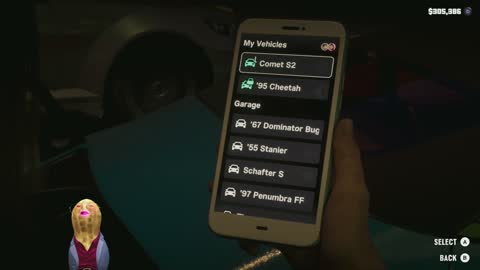 $305,386
My Vehicles
Comet S2
'95 Cheetah
Garage
'67 Dominator Bug
'55 Stanier
Schafter S
'97 Penumbra FF
SELECT A
BACK B